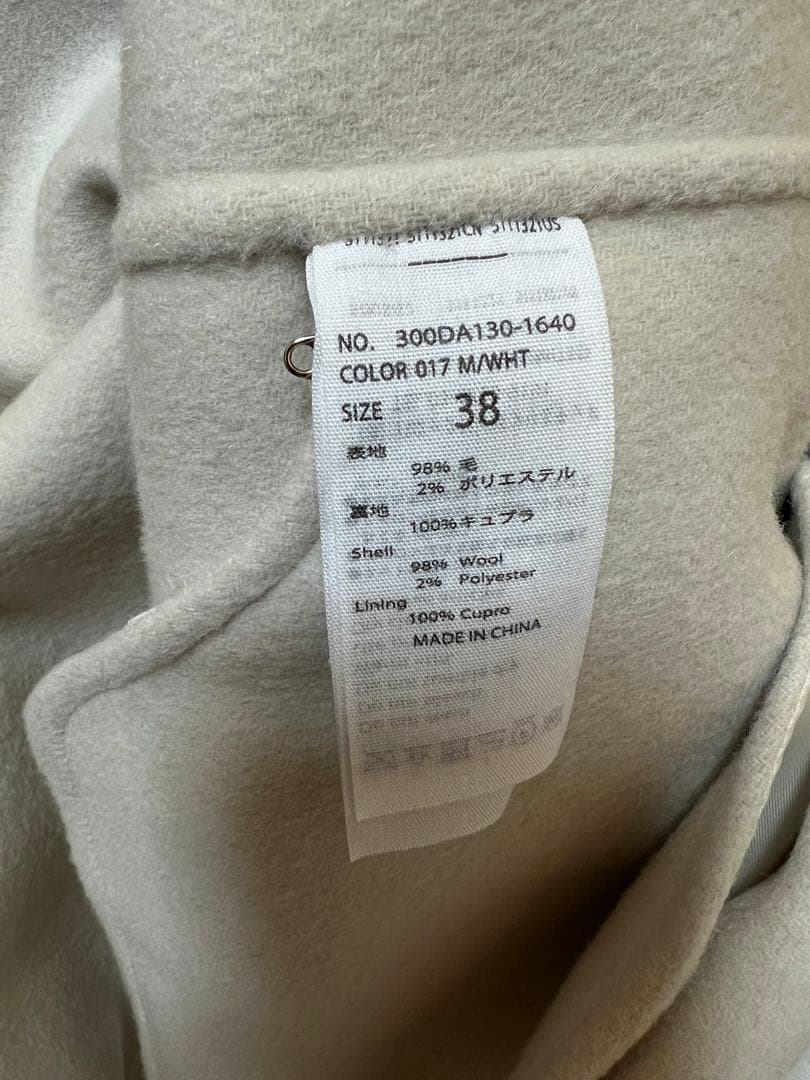 NO. 300DA130-1640
COLOR 017 M/WHT
SIZE 38
表地
98% 毛
2% ポリエステル
裏地
100%キュプラ
Shell
98% Wool
2% Polyester
Lining
100% Cupro
MADE IN CHINA